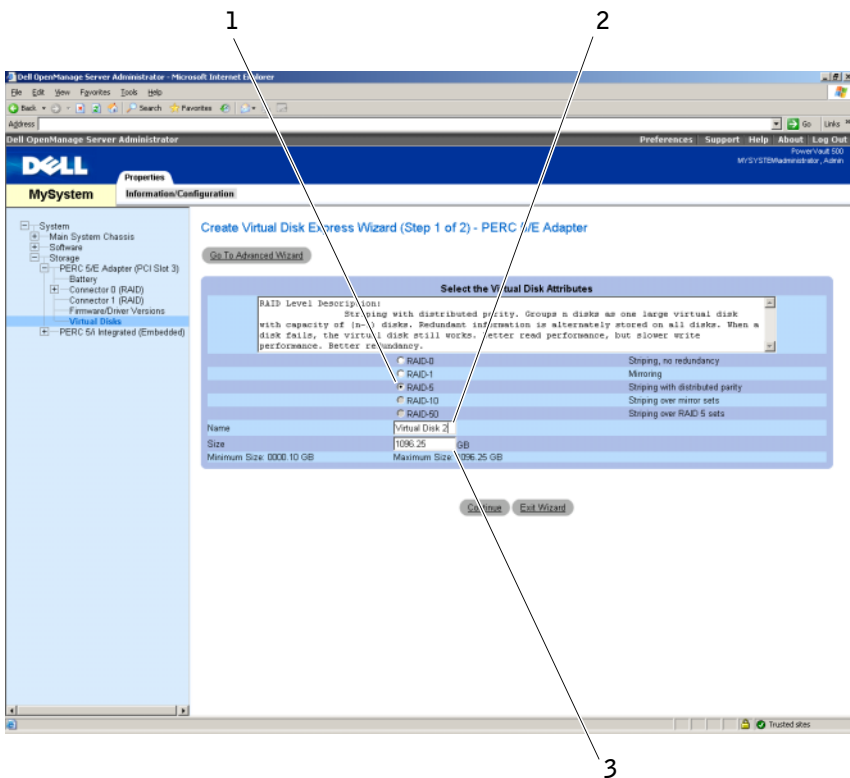 1 2
Dell OpenManage Server Administrator - Microsoft Internet Explorer
File Edit View Favorites Tools Help
Back Search Favorites
Address Go Links
Dell OpenManage Server Administrator Preferences Support Help About Log Out
PowerVault 500
DELL Properties Admin
MySystem Information/Configuration
System
Main System Chassis
Software
Storage
PERC 5/E Adapter (PCI Slot 3)
Battery
Connector 0 (RAID)
Connector 1 (RAID)
Firmware/Driver Versions
Virtual Disks
PERC 5/i Integrated (Embedded)
Create Virtual Disk Express Wizard (Step 1 of 2) - PERC 5/E Adapter
Go To Advanced Wizard
Select the Virtual Disk Attributes
RAID Level Description:
Striping with distributed parity. Groups n disks as one large virtual disk
with capacity of (n-1) disks. Redundant information is alternately stored on all disks. When a
disk fails, the virtual disk still works. Better read performance, but slower write
performance. Better redundancy.
RAID-0 Striping, no redundancy
RAID-1 Mirroring
RAID-5 Striping with distributed parity
RAID-10 Striping over mirror sets
RAID-50 Striping over RAID 5 sets
Name Virtual Disk 2
Size 1096.25 GB
Minimum Size: 0000.10 GB Maximum Size: 1096.25 GB
Continue Exit Wizard
Trusted sites
3